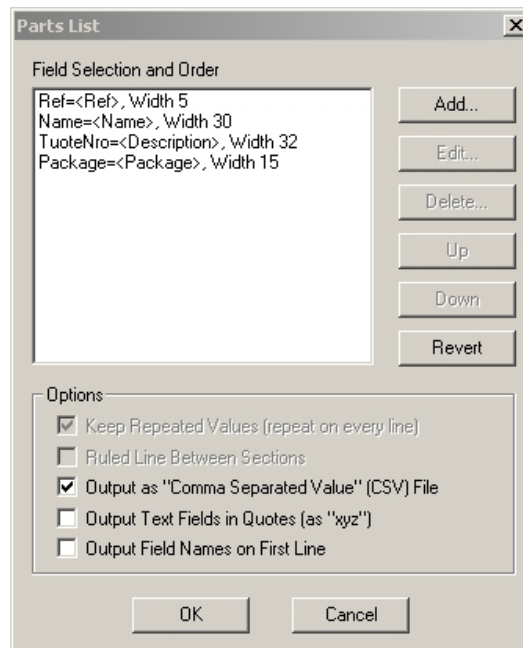 Parts List
Field Selection and Order
Ref=<Ref>, Width 5
Name=<Name>, Width 30
TuoteNro=<Description>, Width 32
Package=<Package>, Width 15
Add...
Edit...
Delete...
Up
Down
Revert
Options
Keep Repeated Values (repeat on every line)
Ruled Line Between Sections
Output as "Comma Separated Value" (CSV) File
Output Text Fields in Quotes (as "xyz")
Output Field Names on First Line
OK
Cancel